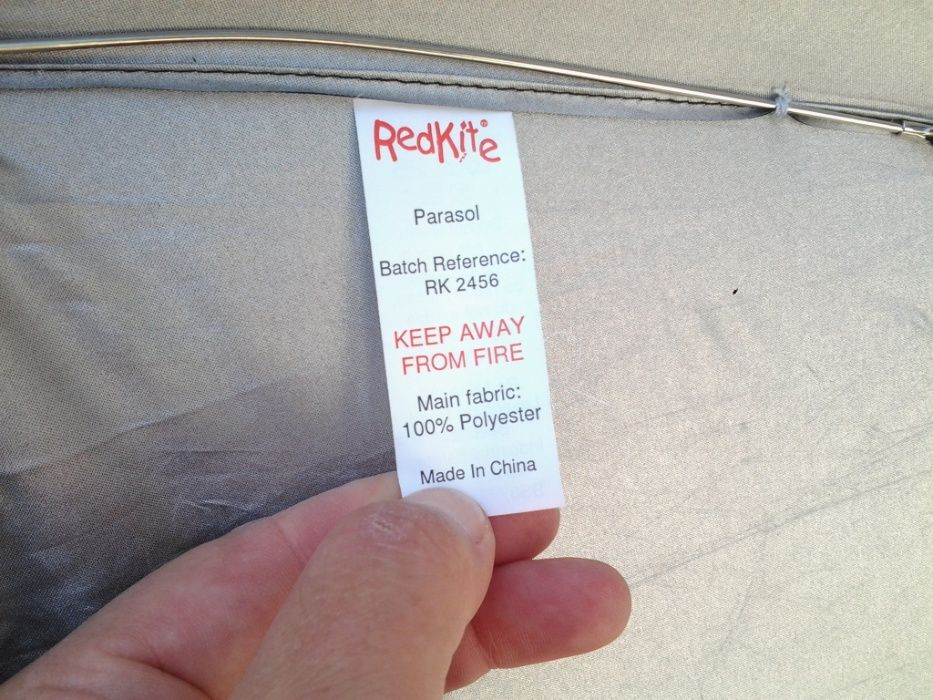 RedKite®
Parasol
Batch Reference:
RK 2456
KEEP AWAY
FROM FIRE
Main fabric:
100% Polyester
Made In China